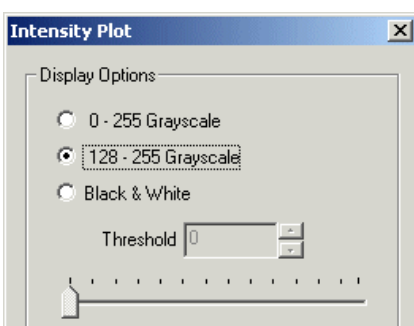 Intensity Plot
Display Options
0 - 255 Grayscale
128 - 255 Grayscale
Black & White
Threshold 0